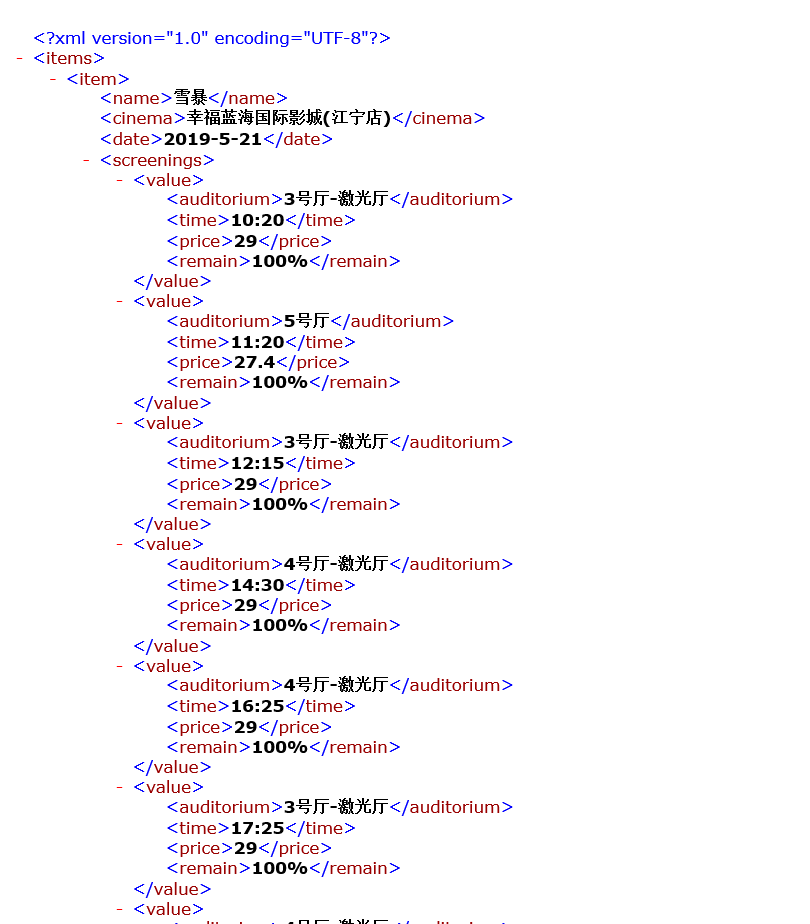 <?xml version="1.0" encoding="UTF-8"?>
- <items>
- <item>
<name>雪暴</name>
<cinema>幸福蓝海国际影城(江宁店)</cinema>
<date>2019-5-21</date>
- <screenings>
- <value>
<auditorium>3号厅-激光厅</auditorium>
<time>10:20</time>
<price>29</price>
<remain>100%</remain>
</value>
- <value>
<auditorium>5号厅</auditorium>
<time>11:20</time>
<price>27.4</price>
<remain>100%</remain>
</value>
- <value>
<auditorium>3号厅-激光厅</auditorium>
<time>12:15</time>
<price>29</price>
<remain>100%</remain>
</value>
- <value>
<auditorium>4号厅-激光厅</auditorium>
<time>14:30</time>
<price>29</price>
<remain>100%</remain>
</value>
- <value>
<auditorium>4号厅-激光厅</auditorium>
<time>16:25</time>
<price>29</price>
<remain>100%</remain>
</value>
- <value>
<auditorium>3号厅-激光厅</auditorium>
<time>17:25</time>
<price>29</price>
<remain>100%</remain>
</value>
- <value>